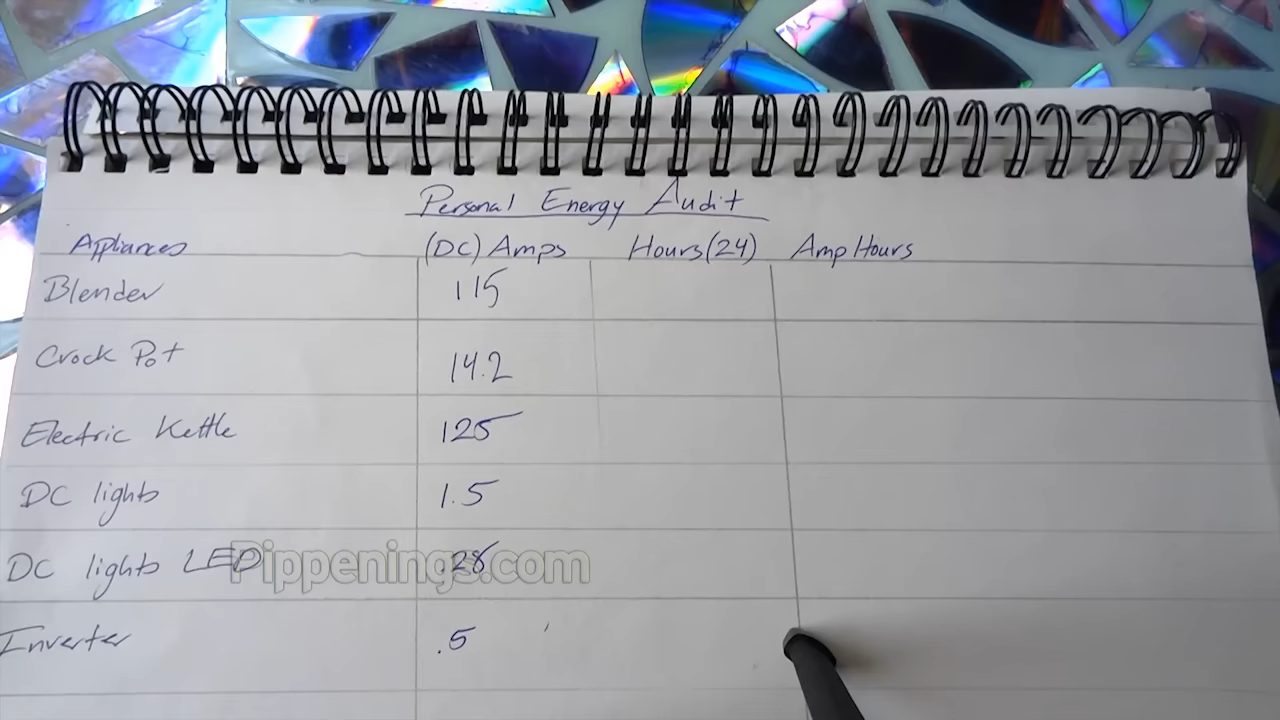 Personal Energy Audit
Appliances (DC) Amps Hours (24) Amp Hours
Blender 115
Crock Pot 14.2
Electric Kettle 125
DC lights 1.5
DC lights LED .28
Pippenings.com
Inverter .5